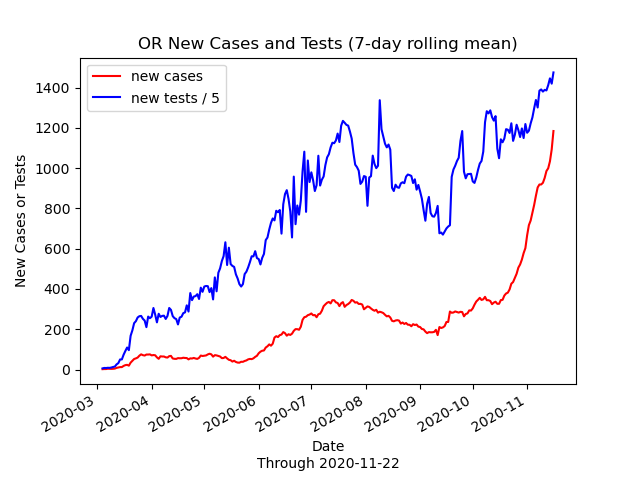 OR New Cases and Tests (7-day rolling mean)
new cases
new tests / 5
New Cases or Tests
1400
1200
1000
800
600
400
200
0
2020-03
2020-04
2020-05
2020-06
2020-07
2020-08
2020-09
2020-10
2020-11
Date
Through 2020-11-22